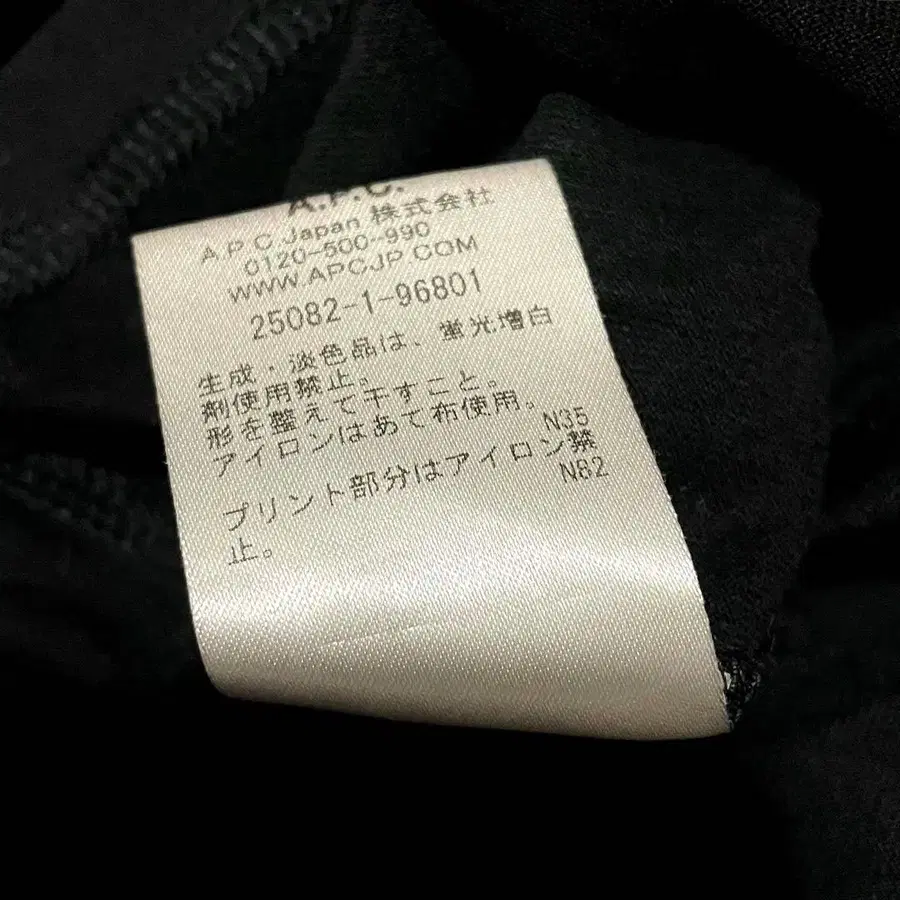 A.P.C.
A.P.C.Japan 株式会社
0120-500-990
WWW.APCJP.COM
25082-1-96801
生成・淡色品は、蛍光増白
剤使用禁止。
形を整えて干すこと。
アイロンはあて布使用。
N35
プリント部分はアイロン禁
止。
N82